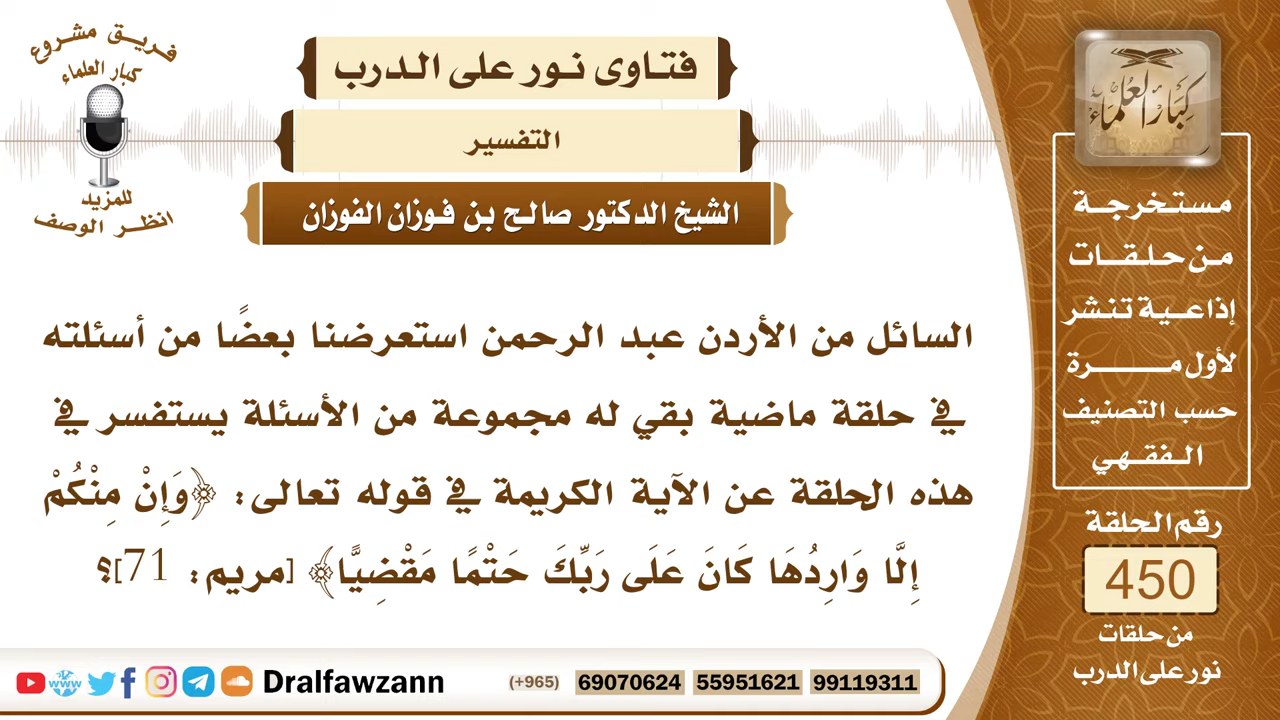 فريق مشروع
كبار العلماء
للمزيد
انظر الوصف
فتاوى نور على الدرب
التفسير
الشيخ الدكتور صالح بن فوزان الفوزان
السائل من الأردن عبد الرحمن استعرضنا بعضًا من أسئلته
في حلقة ماضية بقي له مجموعة من الأسئلة يستفسر في
هذه الحلقة عن الآية الكريمة في قوله تعالى: ﴿وَإِنْ مِنْكُمْ
إِلَّا وَارِدُهَا كَانَ عَلَى رَبِّكَ حَتْمًا مَقْضِيًّا﴾ [مريم: 71]؟
كبار العلماء
مستخرجة
من حلقات
إذاعية تنشر
لأول مرة
حسب التصنيف
الفقهي
رقم الحلقة
450
من حلقات
نور على الدرب
www
Dralfawzann
(+965) 69070624 55951621 99119311